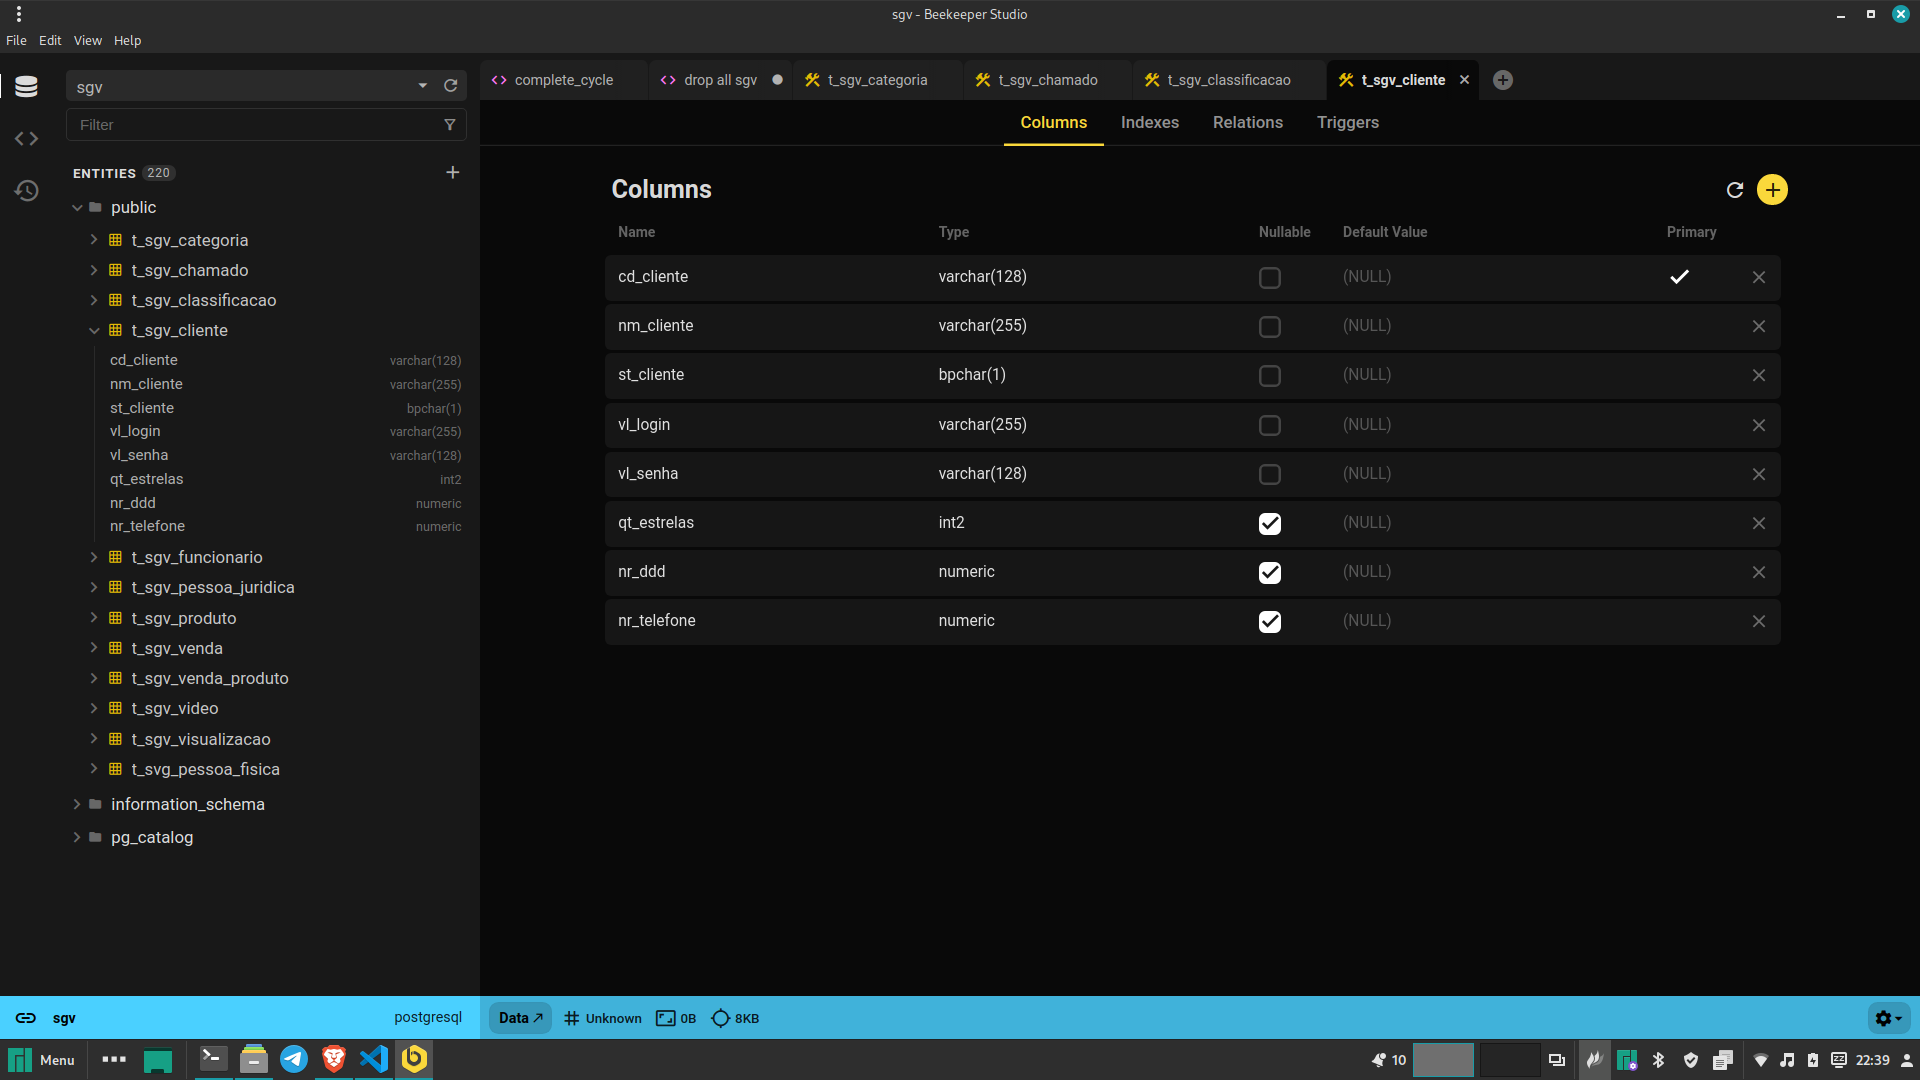 sgv - Beekeeper Studio
File Edit View Help
sgv
Filter
ENTITIES 220
public
t_sgv_categoria
t_sgv_chamado
t_sgv_classificacao
t_sgv_cliente
cd_cliente varchar(128)
nm_cliente varchar(255)
st_cliente bpchar(1)
vl_login varchar(255)
vl_senha varchar(128)
qt_estrelas int2
nr_ddd numeric
nr_telefone numeric
t_sgv_funcionario
t_sgv_pessoa_juridica
t_sgv_produto
t_sgv_venda
t_sgv_venda_produto
t_sgv_video
t_sgv_visualizacao
t_svg_pessoa_fisica
information_schema
pg_catalog
complete_cycle drop all sgv t_sgv_categoria t_sgv_chamado t_sgv_classificacao t_sgv_cliente
Columns Indexes Relations Triggers
Columns
Name Type Nullable Default Value Primary
cd_cliente varchar(128) (NULL)
nm_cliente varchar(255) (NULL)
st_cliente bpchar(1) (NULL)
vl_login varchar(255) (NULL)
vl_senha varchar(128) (NULL)
qt_estrelas int2 (NULL)
nr_ddd numeric (NULL)
nr_telefone numeric (NULL)
sgv postgresql Data Unknown 0B 8KB
Menu 10 22:39